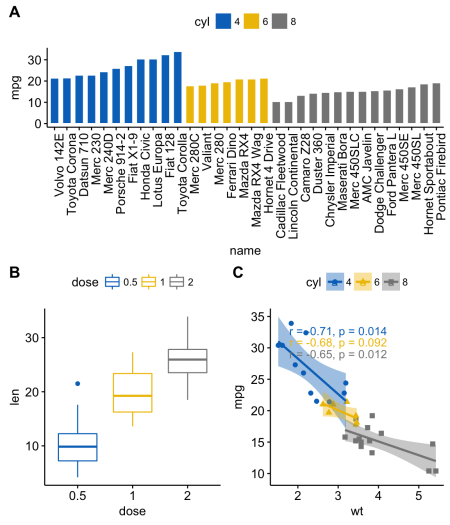 A
cyl 4 6 8
mpg
30
20
10
0
Volvo 142E
Toyota Corona
Datsun 710
Merc 230
Merc 240D
Porsche 914-2
Fiat X1-9
Honda Civic
Lotus Europa
Fiat 128
Toyota Corolla
Merc 280C
Valiant
Merc 280
Ferrari Dino
Mazda RX4
Mazda RX4 Wag
Hornet 4 Drive
Cadillac Fleetwood
Lincoln Continental
Camaro Z28
Duster 360
Chrysler Imperial
Maserati Bora
Merc 450SLC
AMC Javelin
Dodge Challenger
Ford Pantera L
Merc 450SE
Merc 450SL
Hornet Sportabout
Pontiac Firebird
name
B
dose 0.5 1 2
len
30
20
10
0.5 1 2
dose
C
cyl 4 6 8
mpg
35
30
25
20
15
10
r = -0.71, p = 0.014
r = -0.68, p = 0.092
r = -0.65, p = 0.012
2 3 4 5
wt